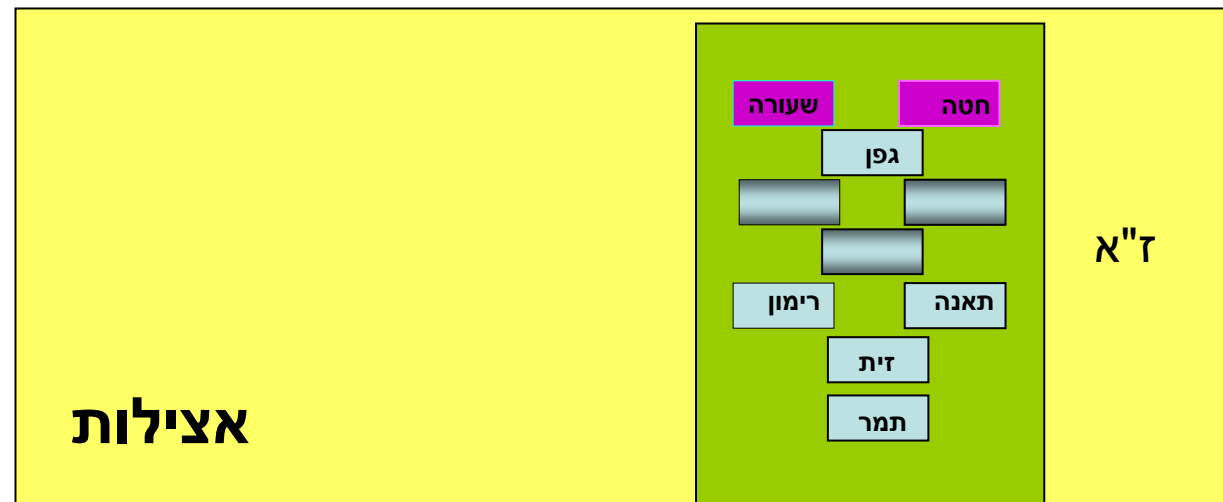 חטה שעורה
גפן
ז"א
תאנה רימון
זית
אצילות
תמר